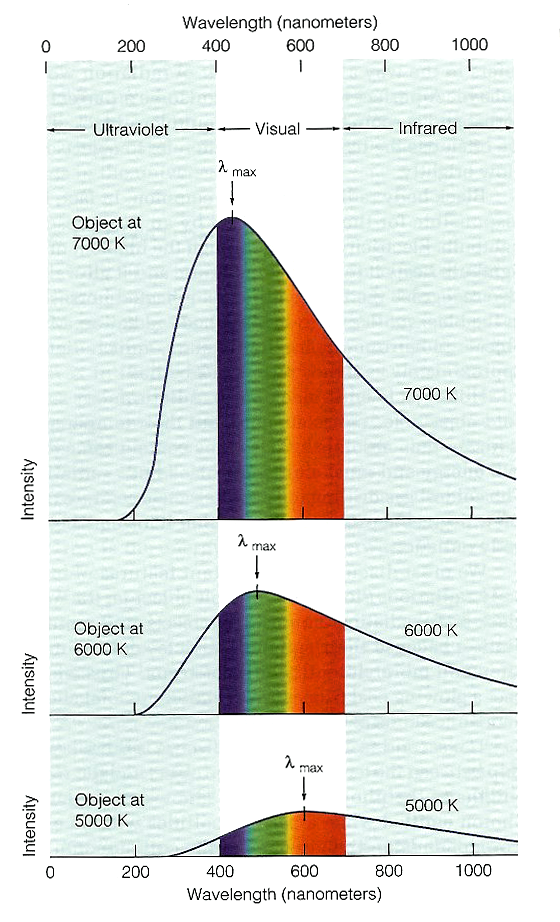 Wavelength (nanometers)
0 200 400 600 800 1000
Ultraviolet Visual Infrared
λ max
Object at
7000 K
7000 K
Intensity
λ max
Object at
6000 K
6000 K
Intensity
λ max
Object at
5000 K
5000 K
Intensity
0 200 400 600 800 1000
Wavelength (nanometers)